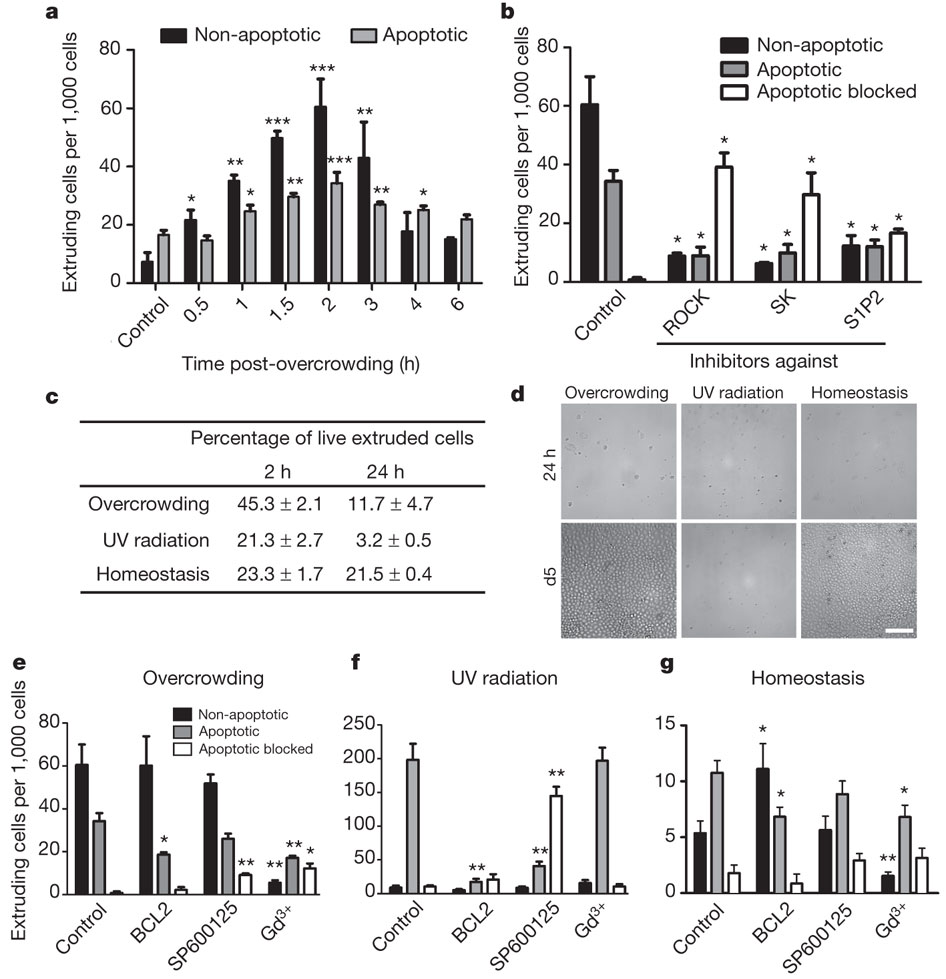 a
Non-apoptotic
Apoptotic
Extruding cells per 1,000 cells
80
60
40
20
0
***
***
**
**
*
***
**
**
*
*
Control
0.5
1
1.5
2
3
4
6
Time post-overcrowding (h)
b
Non-apoptotic
Apoptotic
Apoptotic blocked
Extruding cells per 1,000 cells
80
60
40
20
0
* * *
* * *
* * *
Control
ROCK
SK
S1P2
Inhibitors against
c
Percentage of live extruded cells
2 h 24 h
Overcrowding 45.3 ± 2.1 11.7 ± 4.7
UV radiation 21.3 ± 2.7 3.2 ± 0.5
Homeostasis 23.3 ± 1.7 21.5 ± 0.4
d
Overcrowding UV radiation Homeostasis
24 h
d5
e
Overcrowding
Non-apoptotic
Apoptotic
Apoptotic blocked
Extruding cells per 1,000 cells
80
60
40
20
0
*
**
** ** *
Control
BCL2
SP600125
Gd3+
f
UV radiation
250
200
150
100
50
0
**
** **
Control
BCL2
SP600125
Gd3+
g
Homeostasis
15
10
5
0
* *
** *
Control
BCL2
SP600125
Gd3+